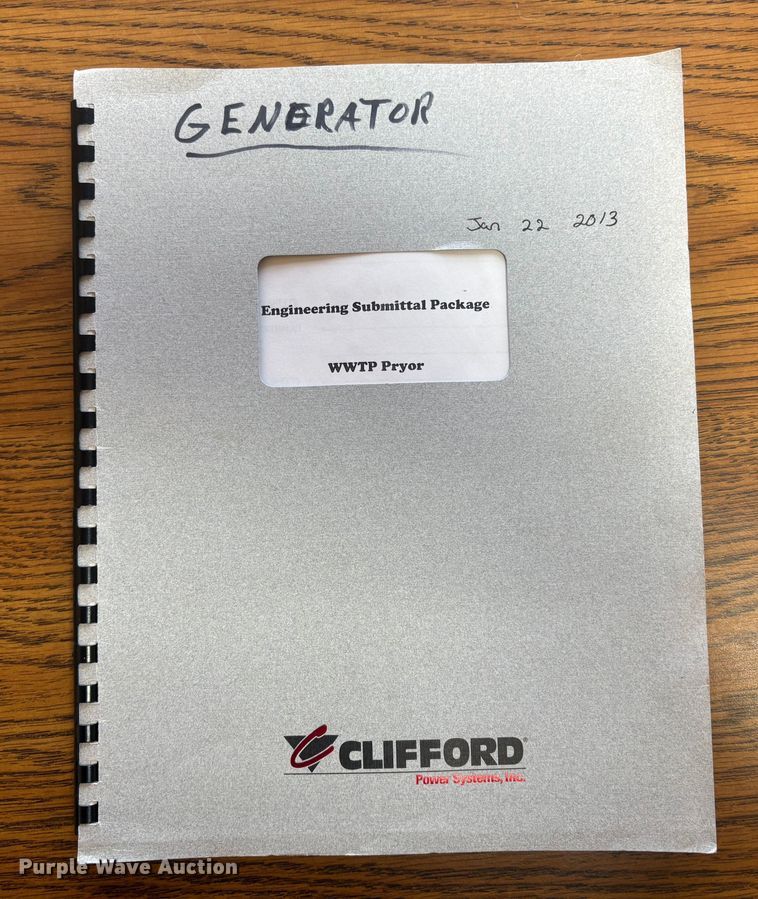 GENERATOR
Jan 22 2013
Engineering Submittal Package
WWTP Pryor
CLIFFORD®
Power Systems, Inc.
Purple Wave Auction